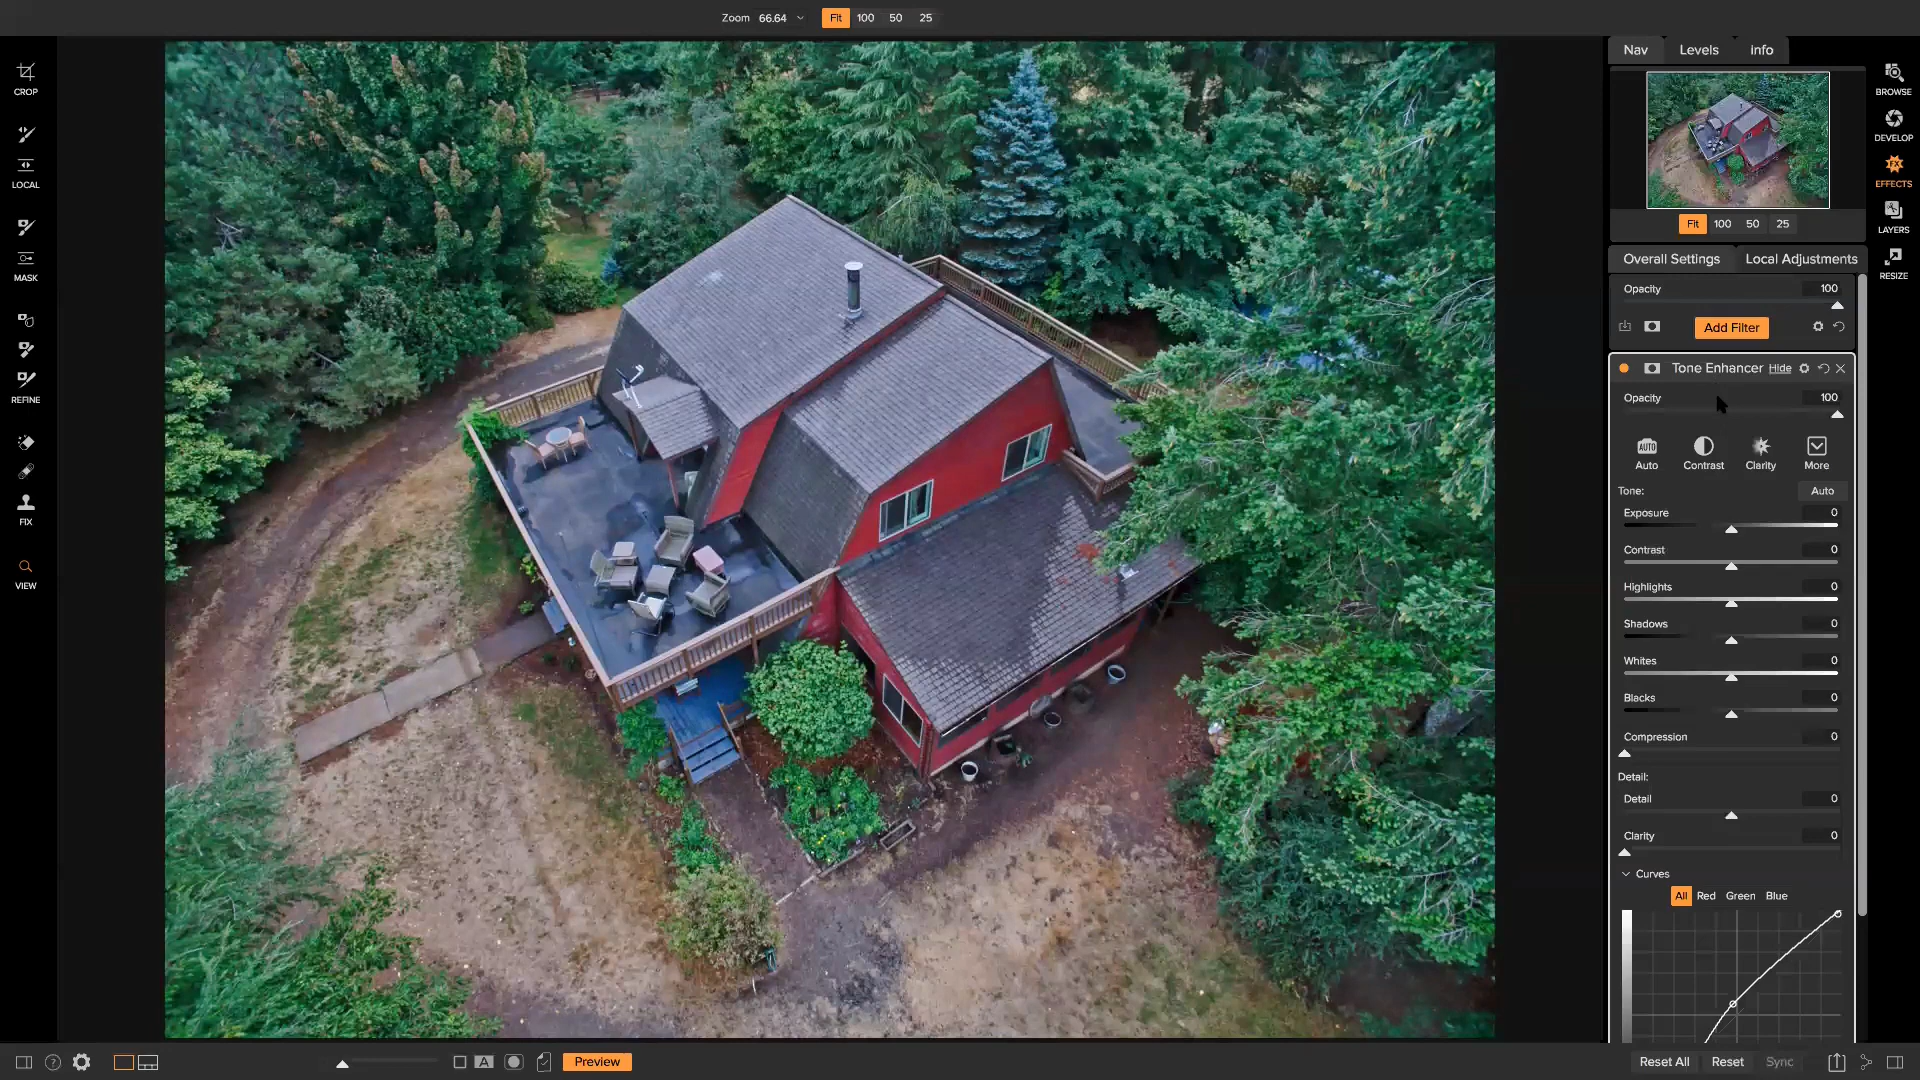 Zoom 66.64 Fit 100 50 25
CROP
LOCAL
MASK
REFINE
FIX
VIEW
Nav Levels Info
Fit 100 50 25
BROWSE
DEVELOP
FX
EFFECTS
LAYERS
RESIZE
Overall Settings Local Adjustments
Opacity 100
Add Filter
Tone Enhancer Hide
Opacity 100
AUTO
Auto Contrast Clarity More
Tone: Auto
Exposure 0
Contrast 0
Highlights 0
Shadows 0
Whites 0
Blacks 0
Compression 0
Detail:
Detail 0
Clarity 0
Curves
All Red Green Blue
? A Preview
Reset All Reset Sync